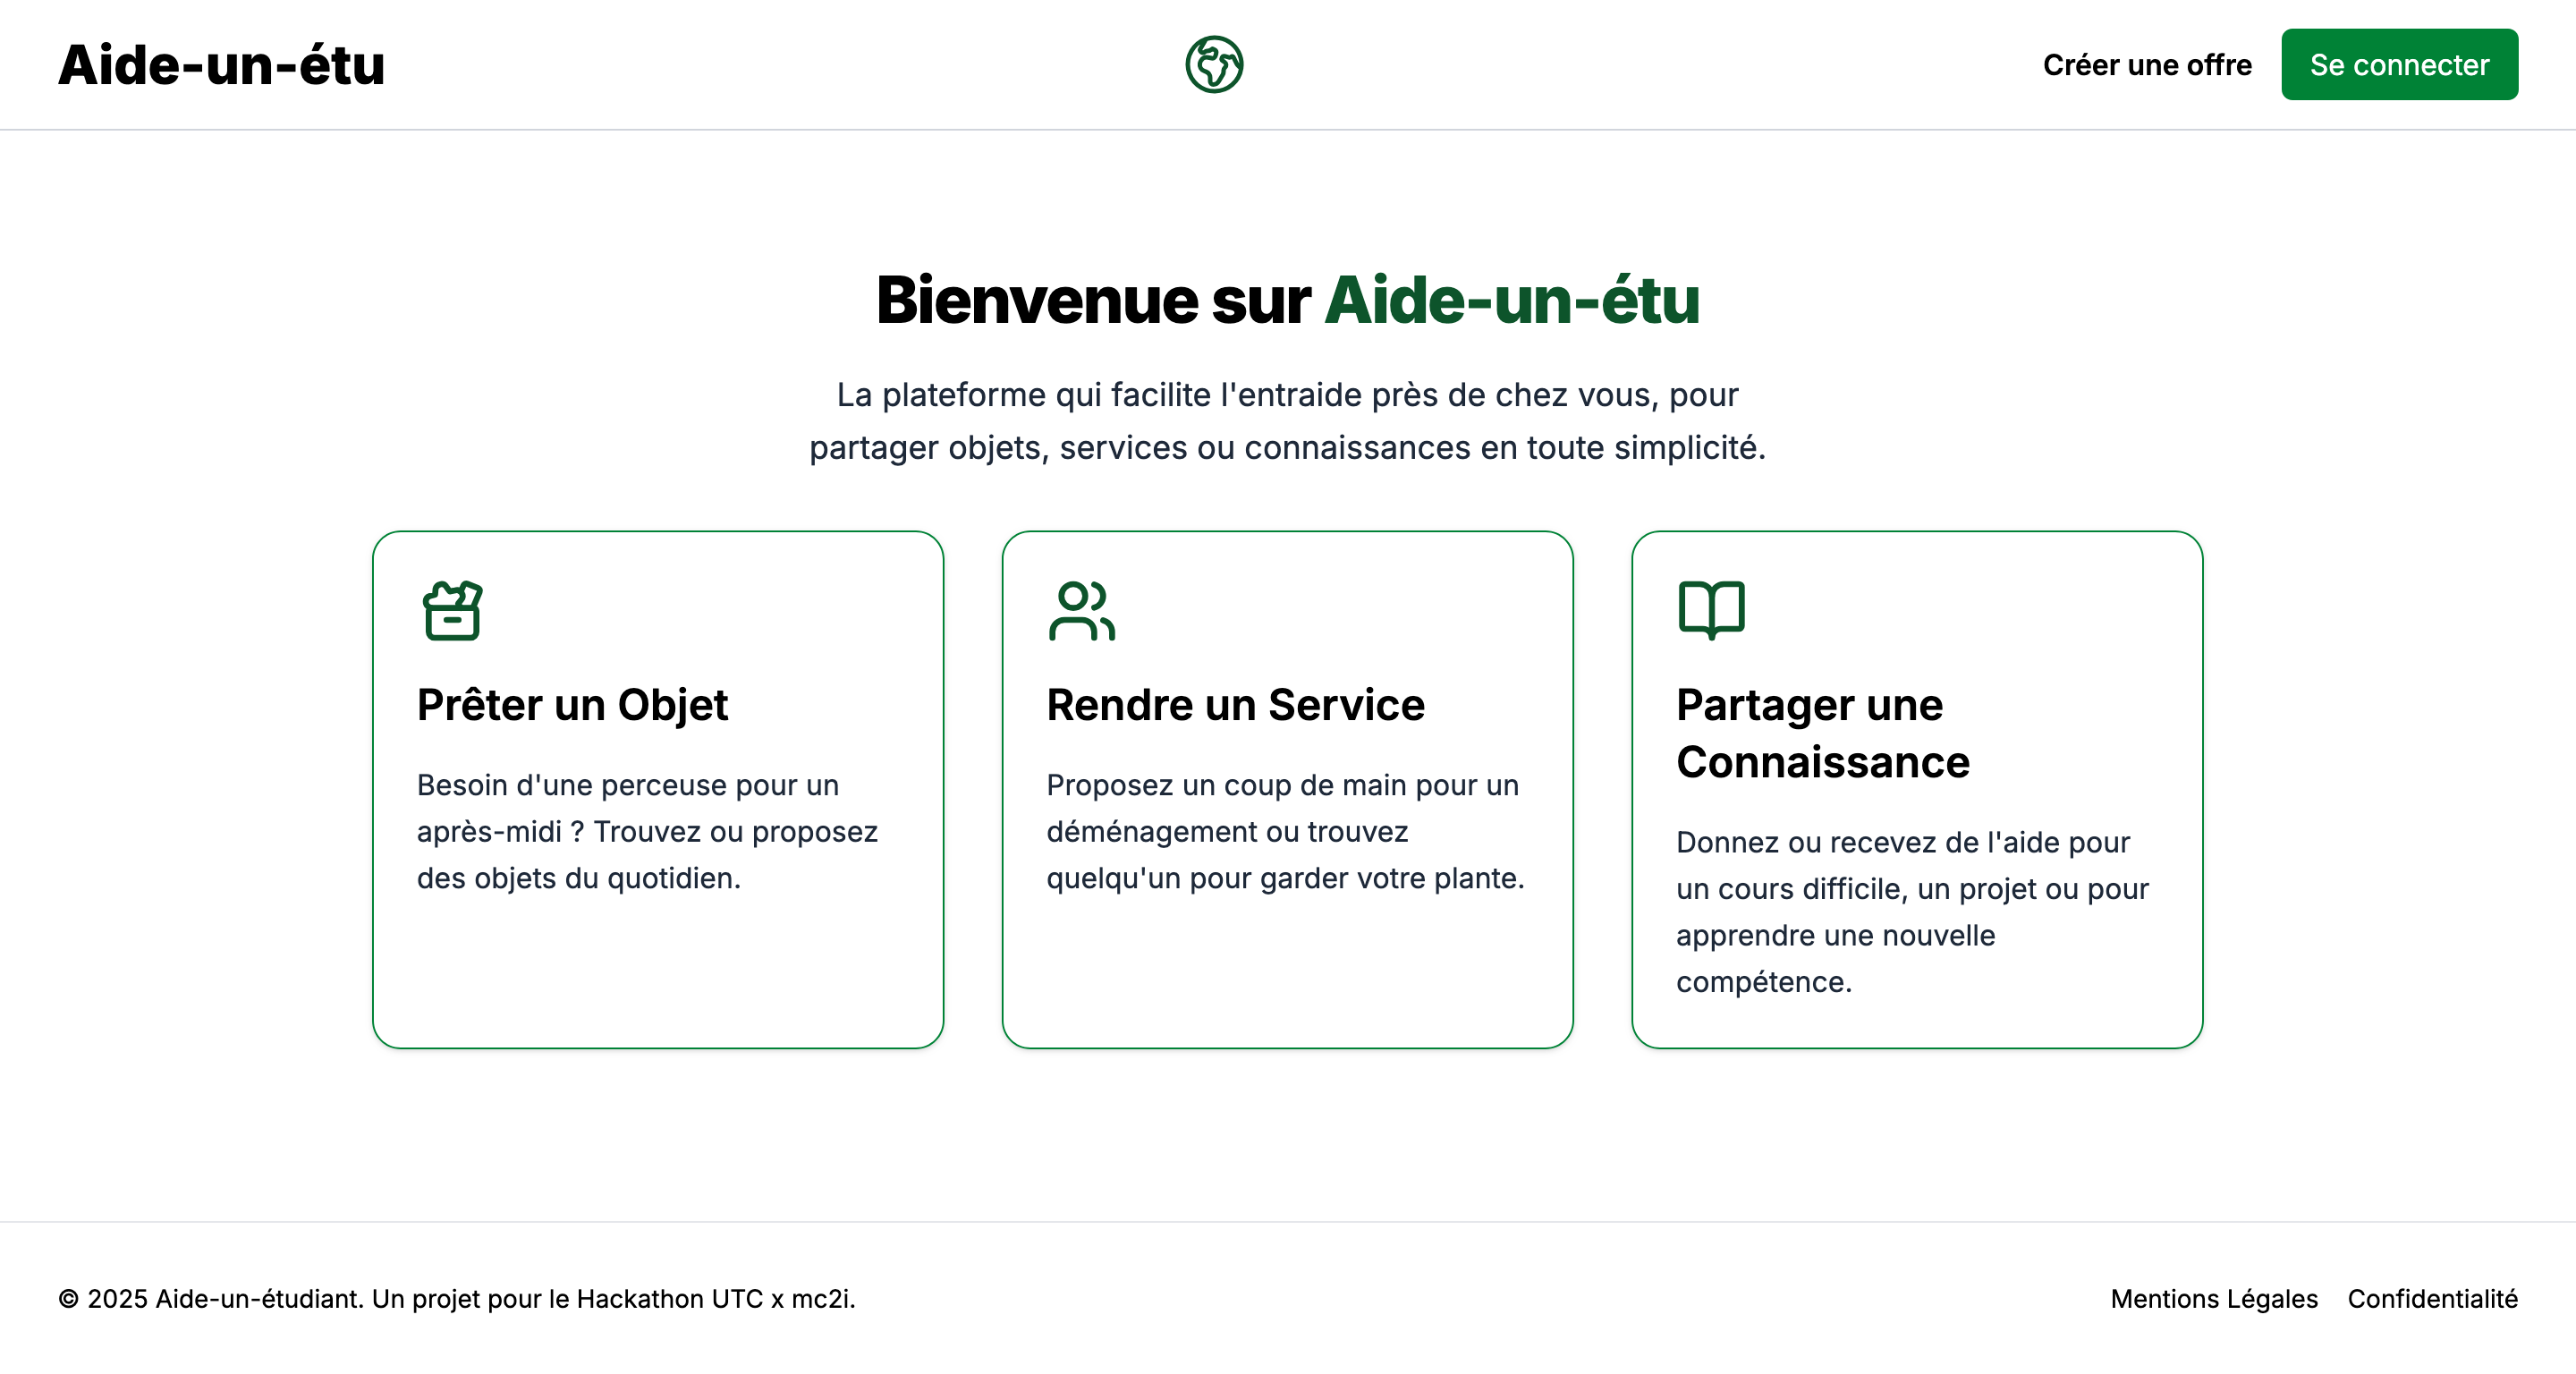 Aide-un-étu
Créer une offre
Se connecter
Bienvenue sur Aide-un-étu
La plateforme qui facilite l'entraide près de chez vous, pour
partager objets, services ou connaissances en toute simplicité.
Prêter un Objet
Besoin d'une perceuse pour un
après-midi ? Trouvez ou proposez
des objets du quotidien.
Rendre un Service
Proposez un coup de main pour un
déménagement ou trouvez
quelqu'un pour garder votre plante.
Partager une
Connaissance
Donnez ou recevez de l'aide pour
un cours difficile, un projet ou pour
apprendre une nouvelle
compétence.
© 2025 Aide-un-étudiant. Un projet pour le Hackathon UTC x mc2i.
Mentions Légales
Confidentialité